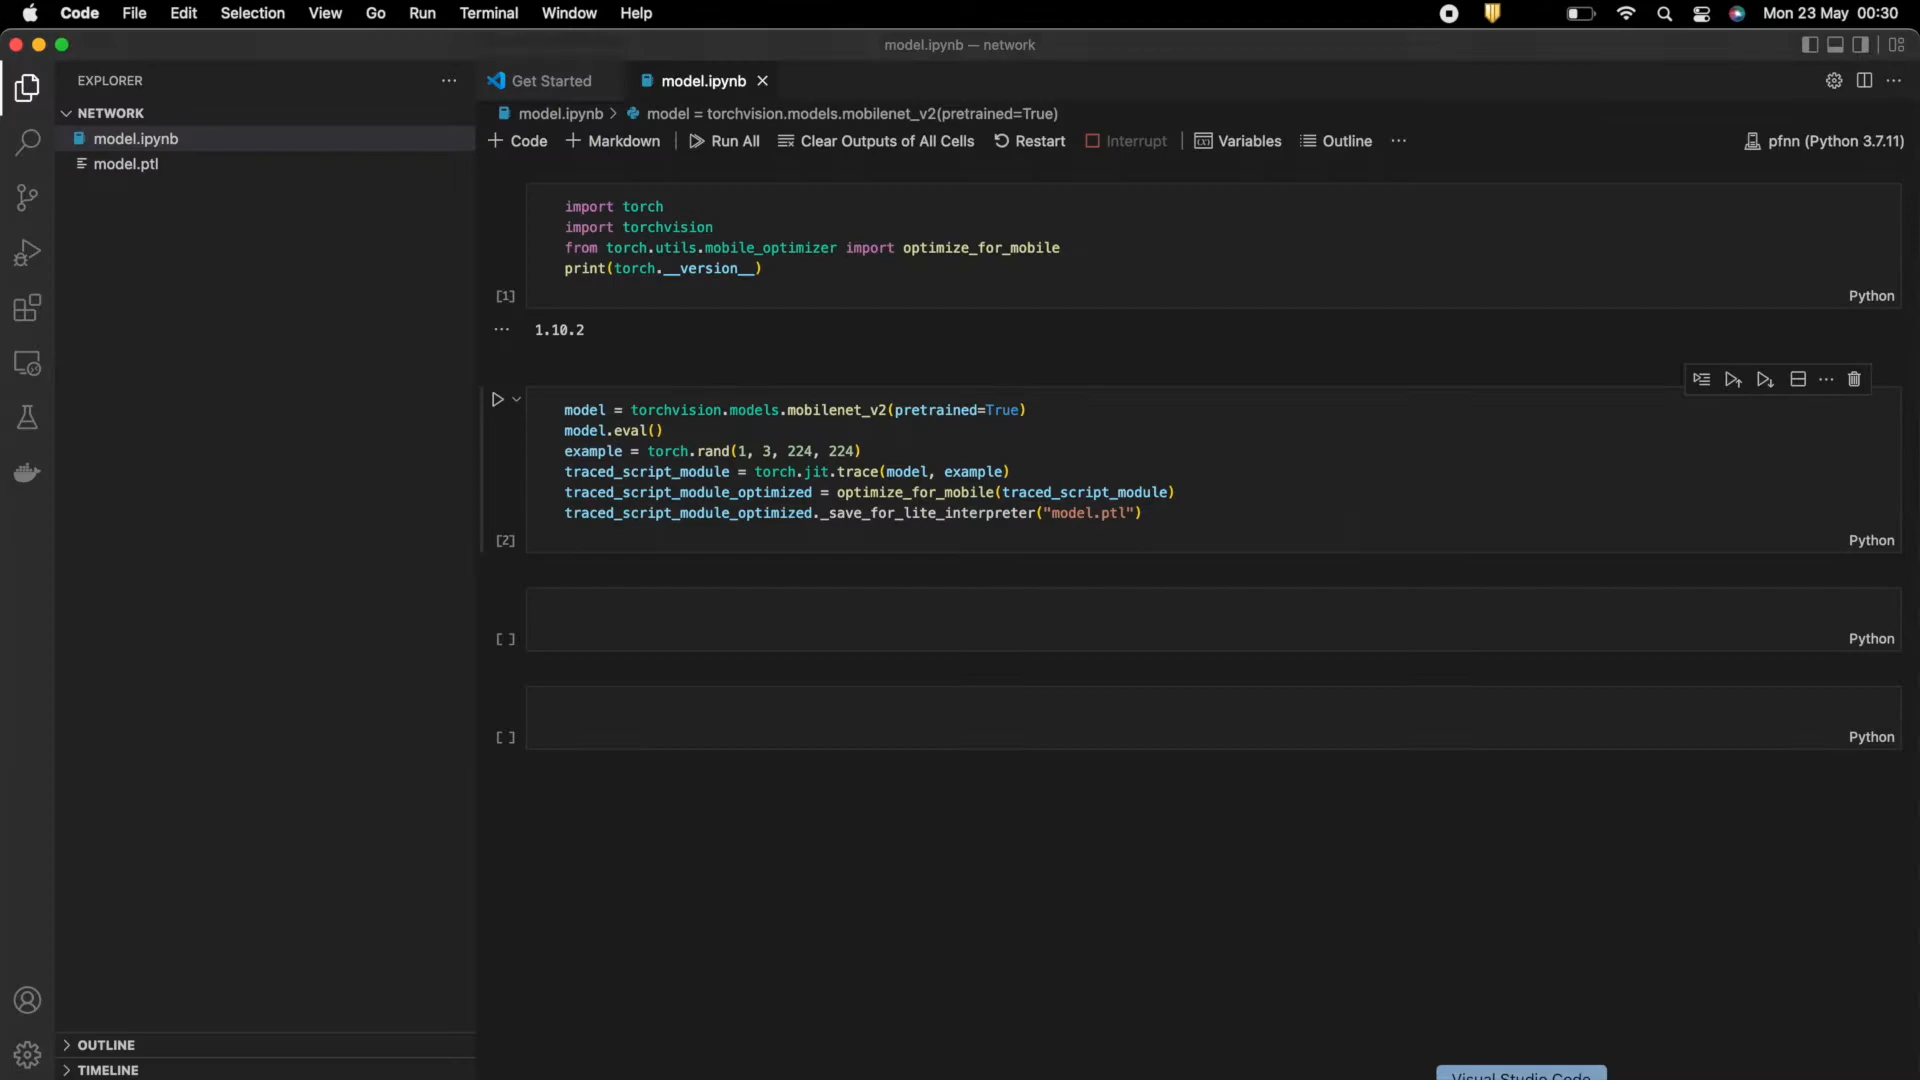 Code File Edit Selection View Go Run Terminal Window Help Mon 23 May 00:30
model.ipynb — network
EXPLORER
NETWORK
model.ipynb
model.ptl
OUTLINE
TIMELINE
Get Started model.ipynb
model.ipynb > model = torchvision.models.mobilenet_v2(pretrained=True)
+ Code + Markdown Run All Clear Outputs of All Cells Restart Interrupt Variables Outline ··· pfnn (Python 3.7.11)
import torch
import torchvision
from torch.utils.mobile_optimizer import optimize_for_mobile
print(torch.__version__)
[1] Python
··· 1.10.2
model = torchvision.models.mobilenet_v2(pretrained=True)
model.eval()
example = torch.rand(1, 3, 224, 224)
traced_script_module = torch.jit.trace(model, example)
traced_script_module_optimized = optimize_for_mobile(traced_script_module)
traced_script_module_optimized._save_for_lite_interpreter("model.ptl")
[2] Python
[ ] Python
[ ] Python
Visual Studio Code